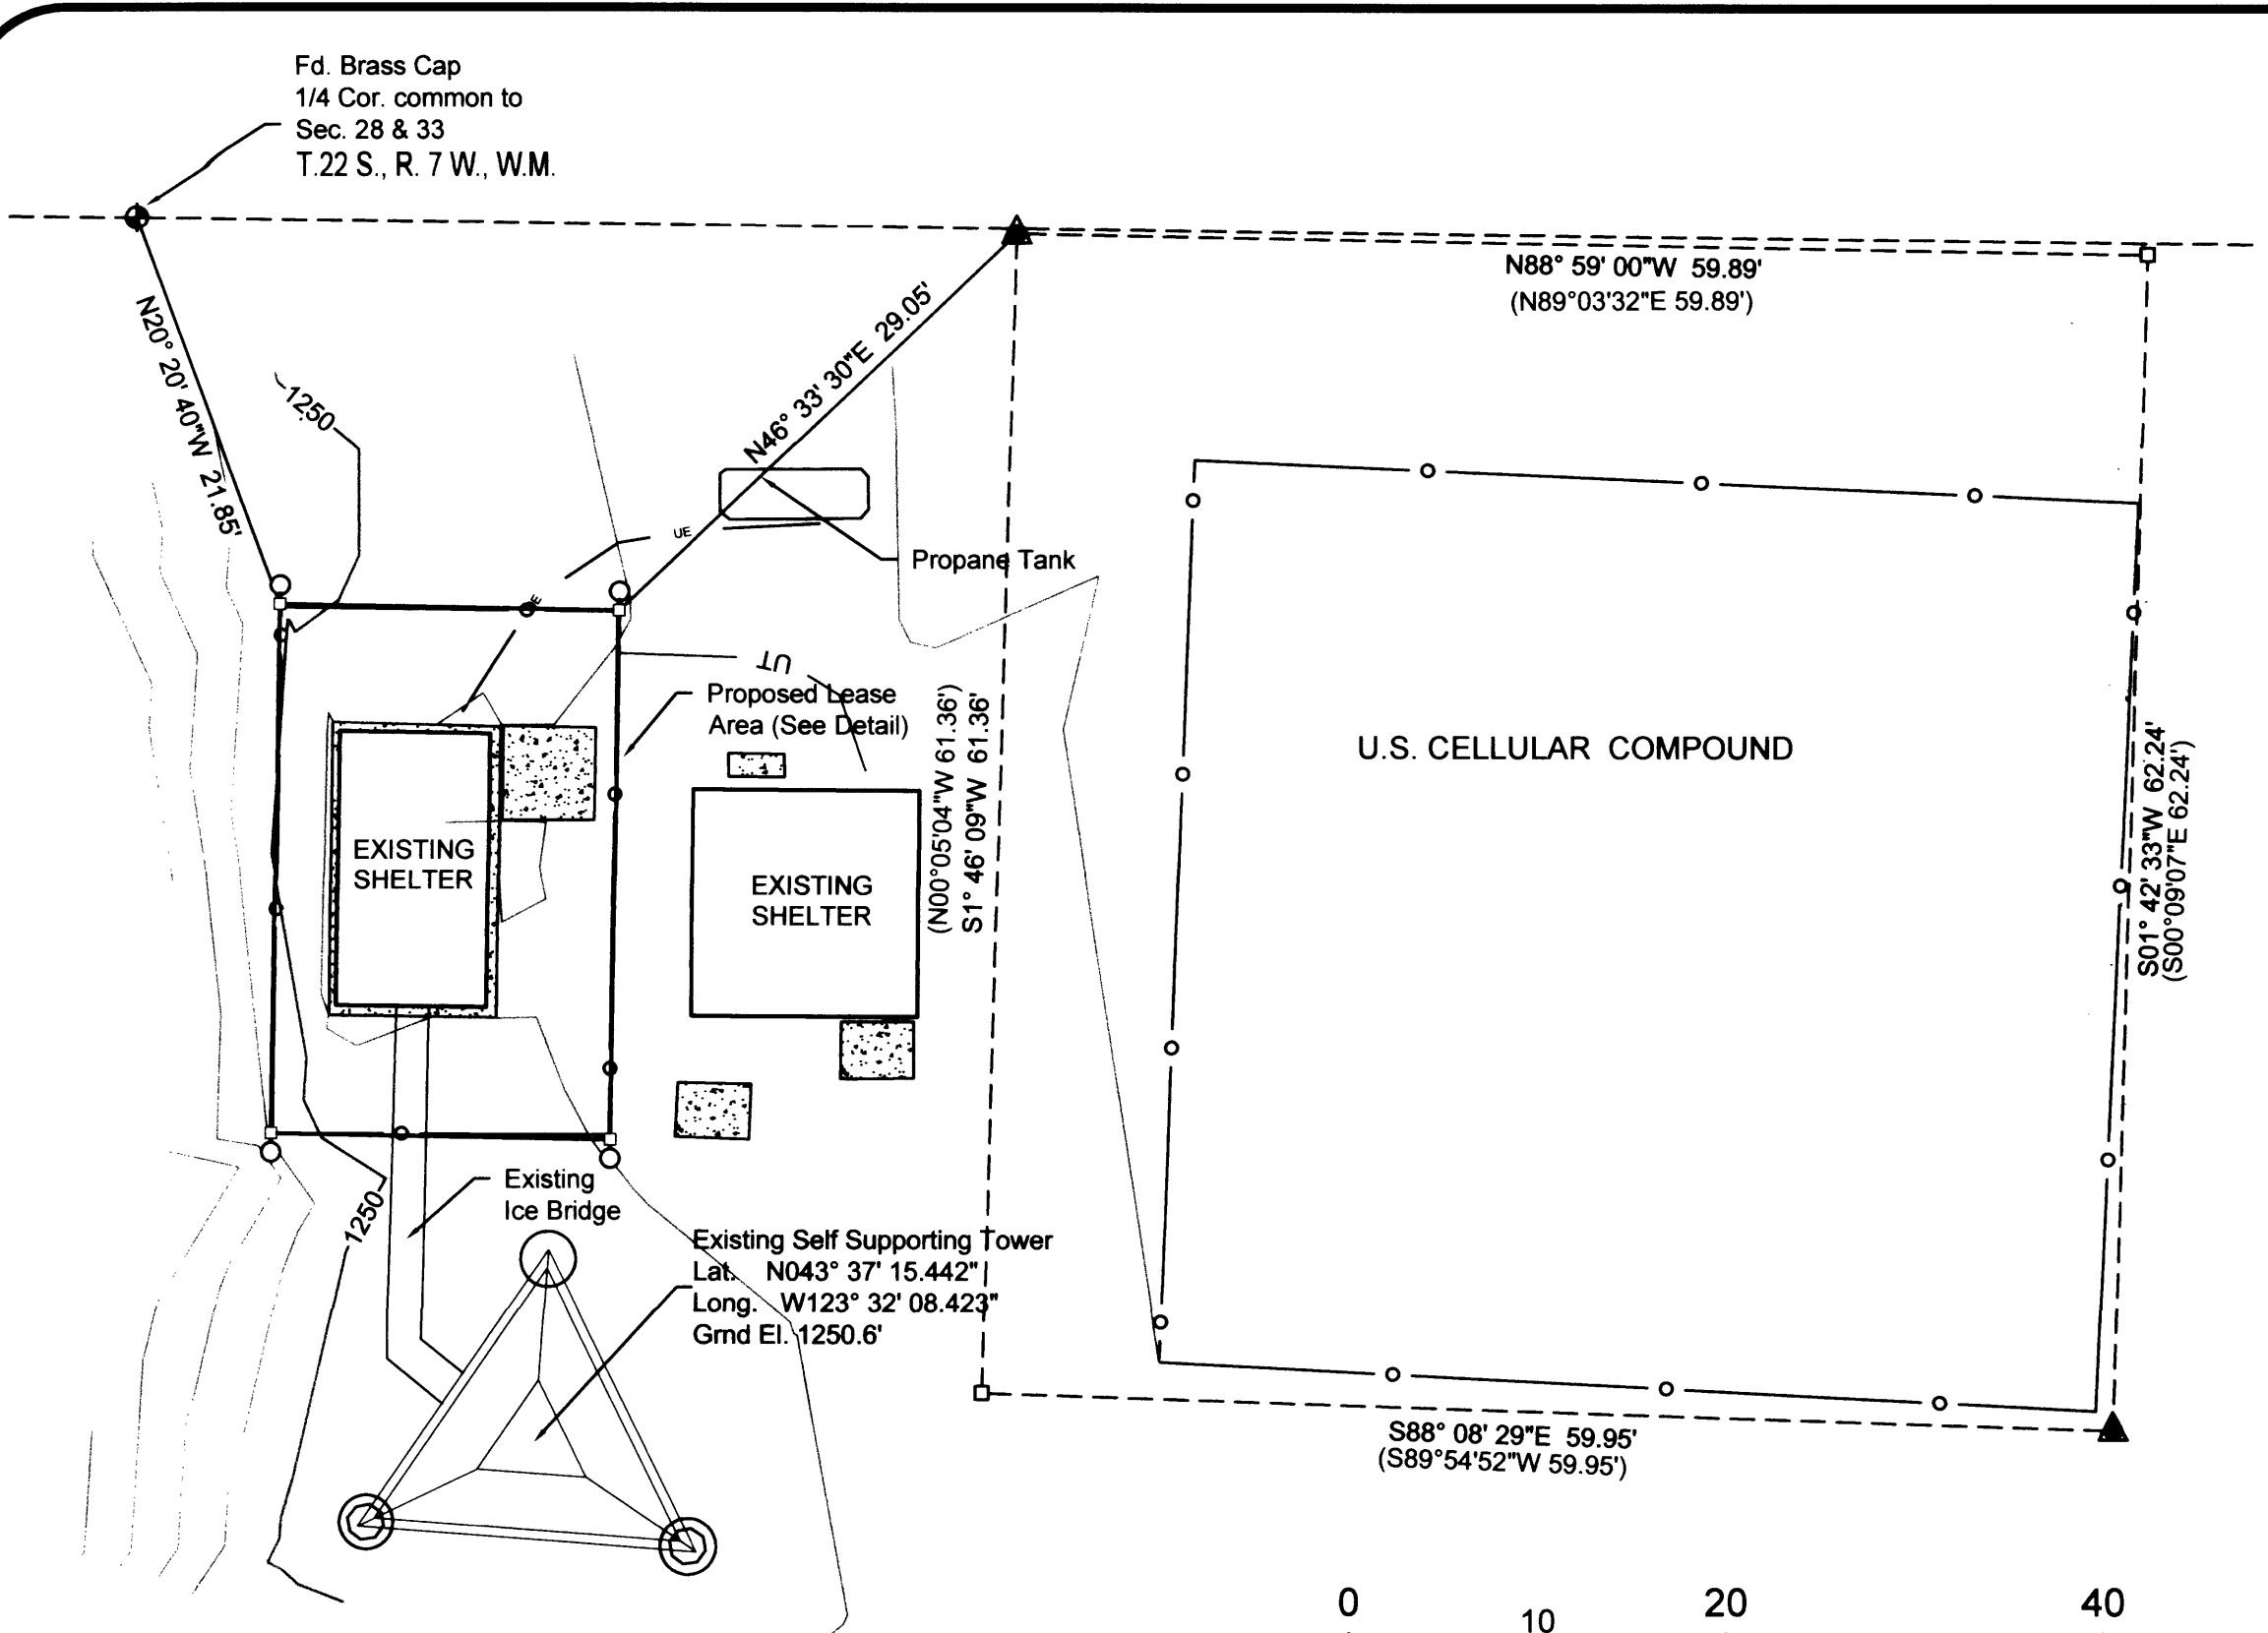 Fd. Brass Cap
1/4 Cor. common to
Sec. 28 & 33
T.22 S., R. 7 W., W.M.
N88° 59' 00"W 59.89'
(N89°03'32"E 59.89')
N20° 20' 40"W 21.85'
N46° 33' 30"E 29.05'
1250
UE
E
Propane Tank
UT
Proposed Lease
Area (See Detail)
(N00°05'04"W 61.36')
S1° 46' 09"W 61.36'
U.S. CELLULAR COMPOUND
S01° 42' 33"W 62.24'
(S00°09'07"E 62.24')
EXISTING
SHELTER
EXISTING
SHELTER
Existing
Ice Bridge
1250
Existing Self Supporting Tower
Lat. N043° 37' 15.442"
Long. W123° 32' 08.423"
Grnd El. 1250.6'
S88° 08' 29"E 59.95'
(S89°54'52"W 59.95')
0 10 20 40